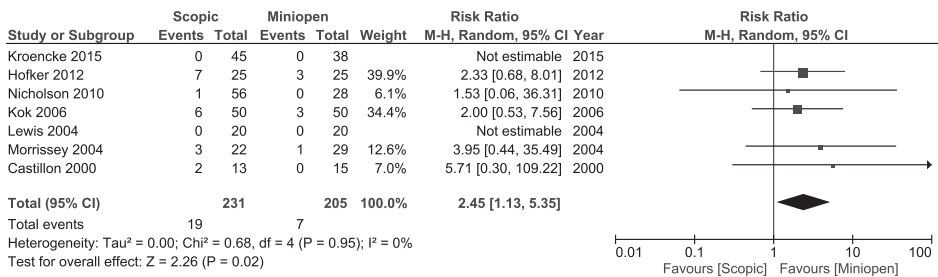 Scopic Miniopen Risk Ratio Risk Ratio
Study or Subgroup Events Total Events Total Weight M-H, Random, 95% CI Year M-H, Random, 95% CI
Kroencke 2015 0 45 0 38 Not estimable 2015
Hofker 2012 7 25 3 25 39.9% 2.33 [0.68, 8.01] 2012
Nicholson 2010 1 56 0 28 6.1% 1.53 [0.06, 36.31] 2010
Kok 2006 6 50 3 50 34.4% 2.00 [0.53, 7.56] 2006
Lewis 2004 0 20 0 20 Not estimable 2004
Morrissey 2004 3 22 1 29 12.6% 3.95 [0.44, 35.49] 2004
Castillon 2000 2 13 0 15 7.0% 5.71 [0.30, 109.22] 2000
Total (95% CI) 231 205 100.0% 2.45 [1.13, 5.35]
Total events 19 7
Heterogeneity: Tau² = 0.00; Chi² = 0.68, df = 4 (P = 0.95); I² = 0%
Test for overall effect: Z = 2.26 (P = 0.02)
0.01 0.1 1 10 100
Favours [Scopic] Favours [Miniopen]